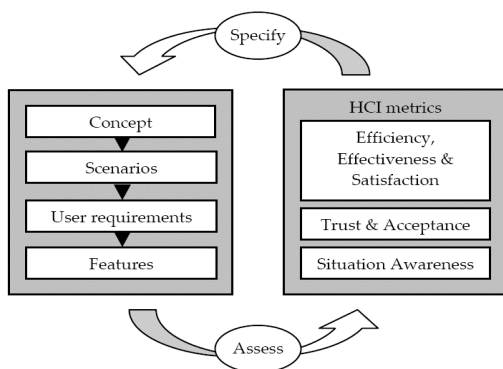 Specify
Concept
Scenarios
User requirements
Features
HCI metrics
Efficiency,
Effectiveness &
Satisfaction
Trust & Acceptance
Situation Awareness
Assess